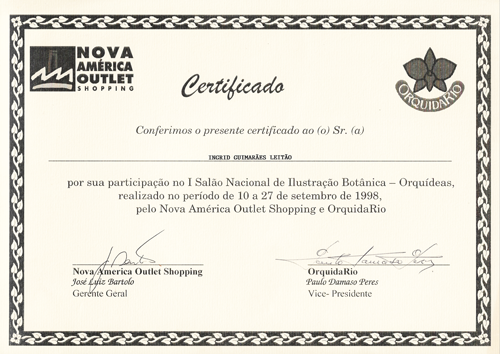 NOVA
AMÉRICA
OUTLET
SHOPPING
Certificado
ORQUIDARIO
Conferimos o presente certificado ao (o) Sr. (a)
INGRID GUIMARÃES LEITÃO
por sua participação no I Salão Nacional de Ilustração Botânica – Orquídeas,
realizado no período de 10 a 27 de setembro de 1998,
pelo Nova América Outlet Shopping e OrquidaRio
Nova America Outlet Shopping
José Luiz Bartolo
Gerente Geral
OrquidaRio
Paulo Damaso Peres
Vice- Presidente